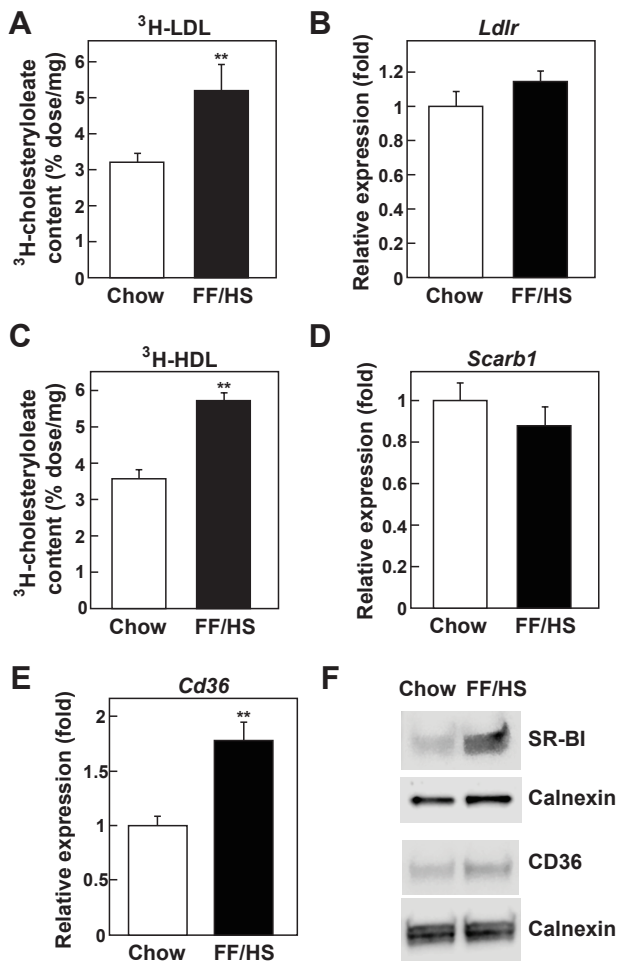 A
³H-LDL
³H-cholesteryloleate
content (% dose/mg)
6
5
4
3
2
1
0
**
Chow FF/HS
B
Ldlr
Relative expression (fold)
1.2
1
0.8
0.6
0.4
0.2
0
Chow FF/HS
C
³H-HDL
³H-cholesteryloleate
content (% dose/mg)
6
5
4
3
2
1
0
**
Chow FF/HS
D
Scarb1
Relative expression (fold)
1
0.8
0.6
0.4
0.2
0
Chow FF/HS
E
Cd36
Relative expression (fold)
2
1.5
1
0.5
0
**
Chow FF/HS
F
Chow FF/HS
SR-BI
Calnexin
CD36
Calnexin